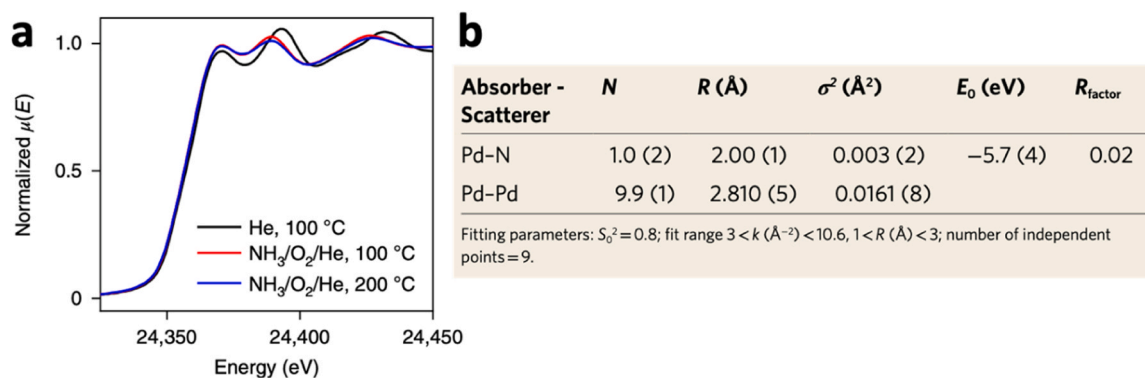 a
Normalized μ(E)
1.0
0.5
0
He, 100 °C
NH₃/O₂/He, 100 °C
NH₃/O₂/He, 200 °C
24,350 24,400 24,450
Energy (eV)
b
Absorber - Scatterer N R (Å) σ² (Å²) E₀ (eV) R_factor
Pd–N 1.0 (2) 2.00 (1) 0.003 (2) −5.7 (4) 0.02
Pd–Pd 9.9 (1) 2.810 (5) 0.0161 (8)
Fitting parameters: S₀² = 0.8; fit range 3 < k (Å⁻²) < 10.6, 1 < R (Å) < 3; number of independent
points = 9.